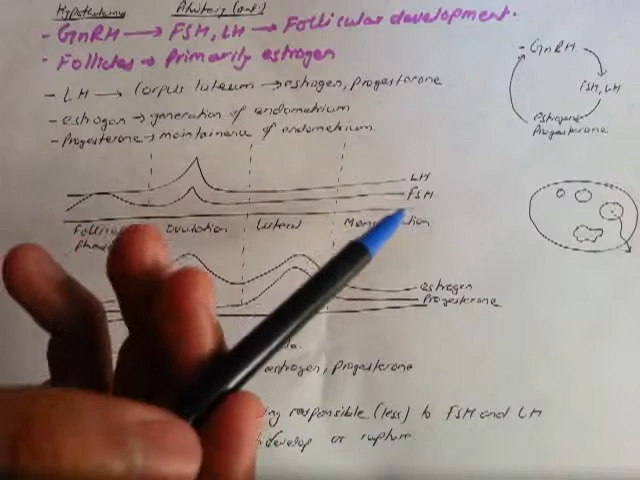 Hypothalamus Pituitary (ant.)
- GnRH → FSH, LH → Follicular development.
- Follicles → Primarily estrogen
- LH → Corpus luteum → estrogen, progesterone
- estrogen → generation of endometrium
- Progesterone → maintainance of endometrium.
- GnRH
FSH, LH
estrogen
Progesterone
LH
FSH
Ovulation
Luteal
estrogen
Progesterone
estrogen, progesterone
responsible (less) to FSH and LH
develop or rupture.